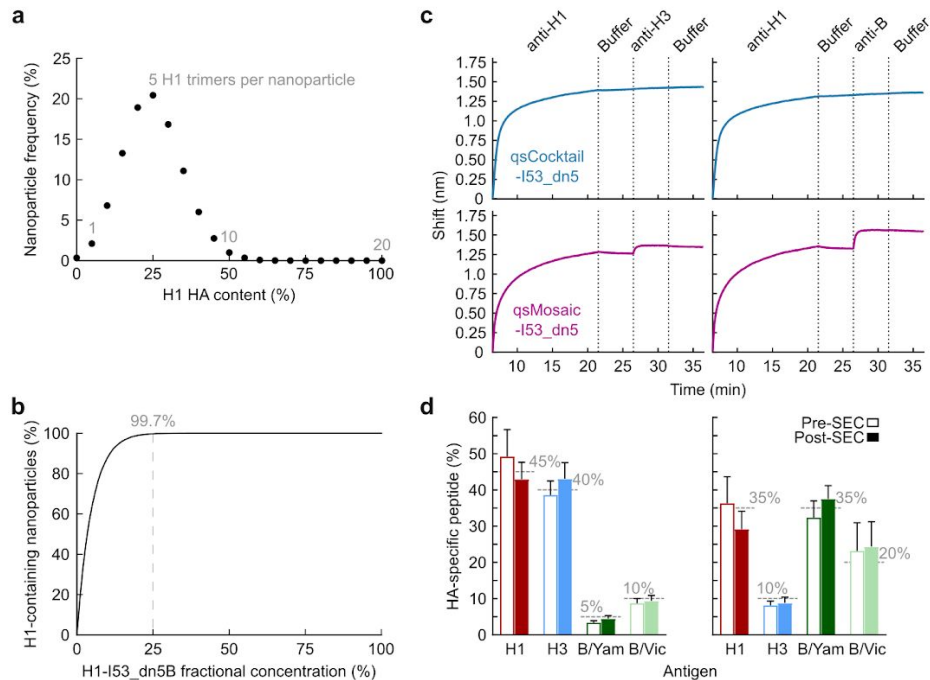 a
Nanoparticle frequency (%)
25
20
15
10
5
0
5 H1 trimers per nanoparticle
1
10
20
0 25 50 75 100
H1 HA content (%)
b
H1-containing nanoparticles (%)
100
80
60
40
20
0
99.7%
0 25 50 75 100
H1-I53_dn5B fractional concentration (%)
c
anti-H1 Buffer anti-H3 Buffer
anti-H1 Buffer anti-B Buffer
Shift (nm)
1.75
1.50
1.25
1.0
0.75
0.50
0.25
0
qsCocktail
-I53_dn5
qsCocktail
-I53_dn5
1.75
1.50
1.25
1.0
0.75
0.50
0.25
0
qsMosaic
-I53_dn5
10 15 20 25 30 35
10 15 20 25 30 35
Time (min)
d
HA-specific peptide (%)
60
50
40
30
20
10
0
45%
40%
5%
10%
H1 H3 B/Yam B/Vic
Pre-SEC
Post-SEC
35%
10%
35%
20%
H1 H3 B/Yam B/Vic
Antigen